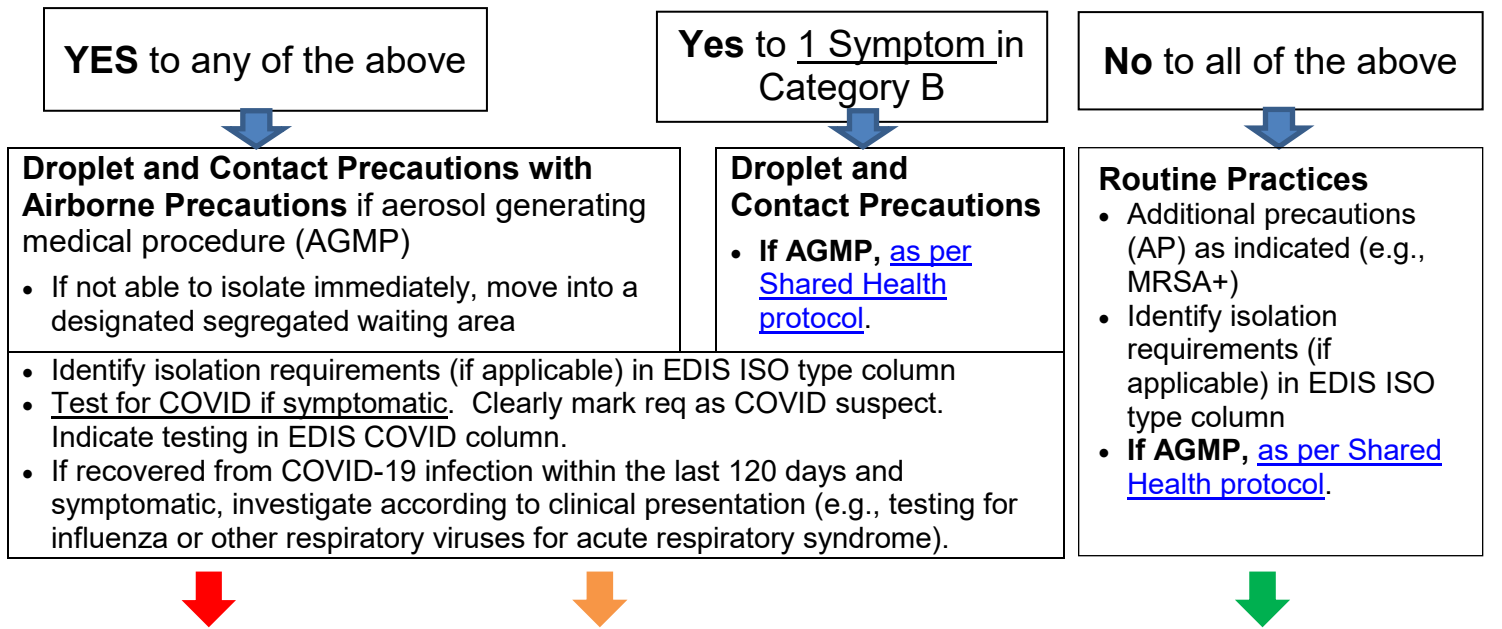 YES to any of the above
Yes to 1 Symptom in
Category B
No to all of the above
Droplet and Contact Precautions with
Airborne Precautions if aerosol generating
medical procedure (AGMP)
• If not able to isolate immediately, move into a
designated segregated waiting area
Droplet and
Contact Precautions
• If AGMP, as per
Shared Health
protocol.
• Identify isolation requirements (if applicable) in EDIS ISO type column
• Test for COVID if symptomatic. Clearly mark req as COVID suspect.
Indicate testing in EDIS COVID column.
• If recovered from COVID-19 infection within the last 120 days and
symptomatic, investigate according to clinical presentation (e.g., testing for
influenza or other respiratory viruses for acute respiratory syndrome).
Routine Practices
• Additional precautions
(AP) as indicated (e.g.,
MRSA+)
• Identify isolation
requirements (if
applicable) in EDIS ISO
type column
• If AGMP, as per Shared
Health protocol.